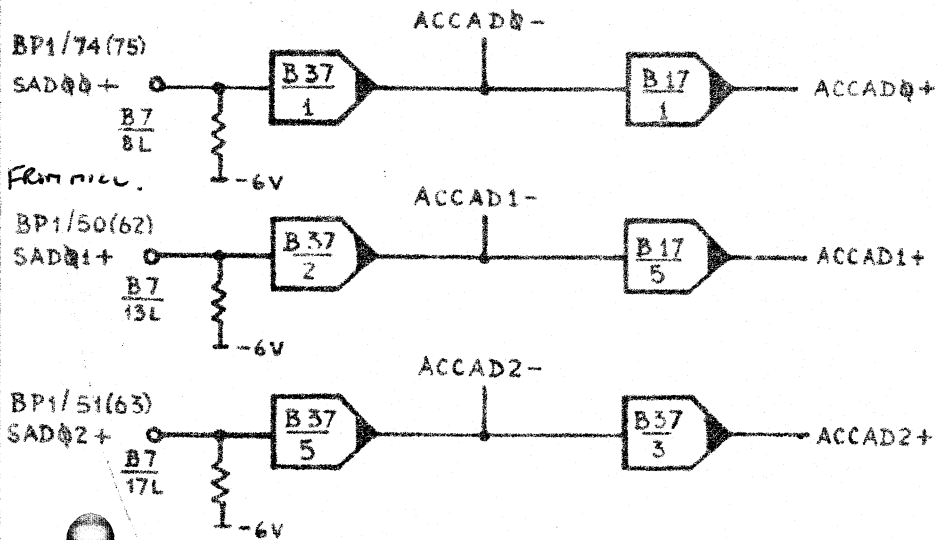 ACCADØ-
BP1/74(75)
SADØØ+
B37
1
B17
1
ACCADØ+
B7
8L
-6V
FROM MILL.
ACCAD1-
BP1/50(62)
SADØ1+
B37
2
B17
5
ACCAD1+
B7
13L
-6V
ACCAD2-
BP1/51(63)
SADØ2+
B37
5
B37
3
ACCAD2+
B7
17L
-6V